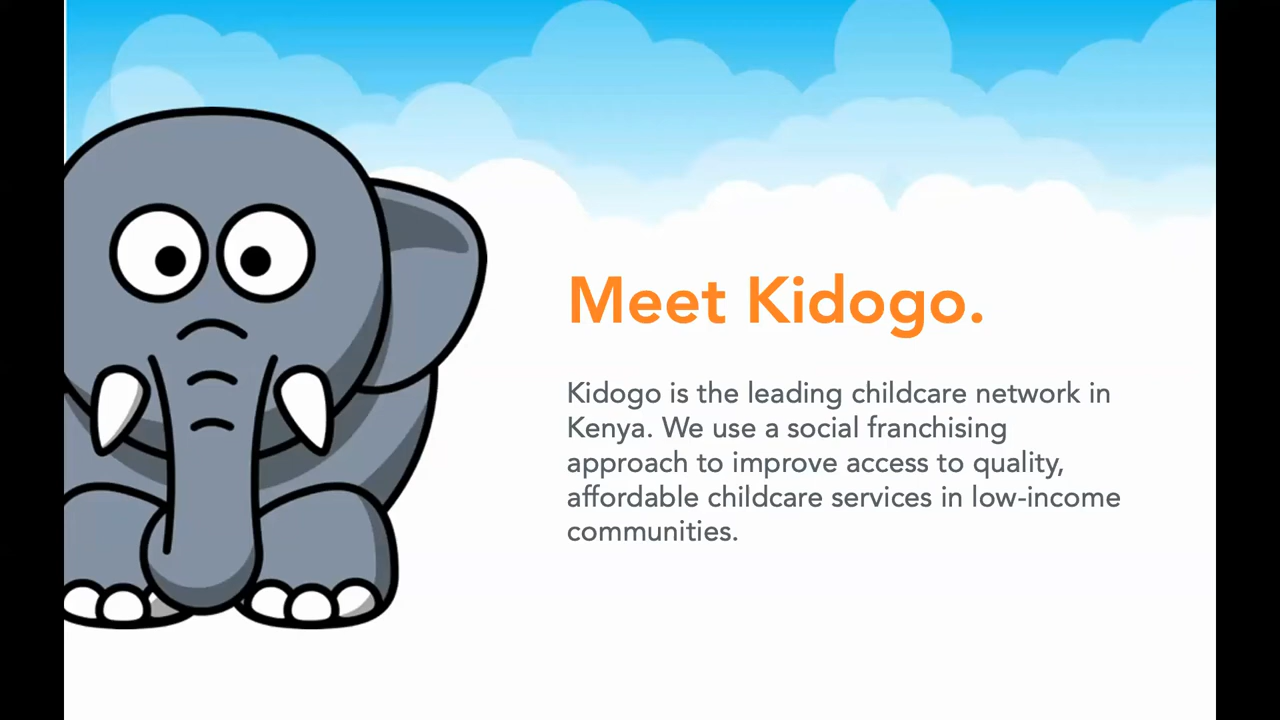 Meet Kidogo.
Kidogo is the leading childcare network in
Kenya. We use a social franchising
approach to improve access to quality,
affordable childcare services in low-income
communities.